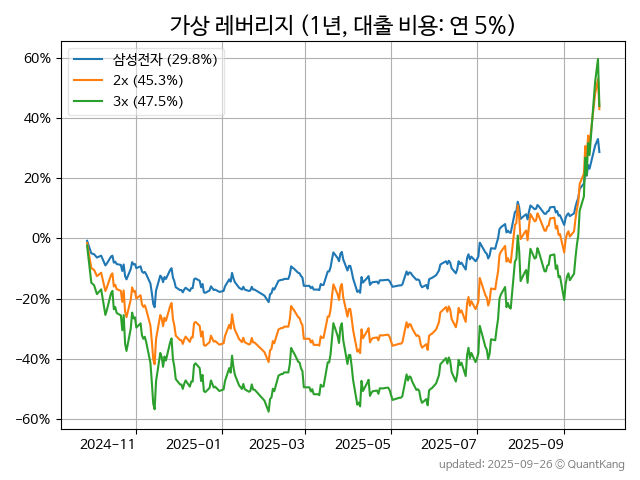 가상 레버리지 (1년, 대출 비용: 연 5%)
삼성전자 (29.8%)
2x (45.3%)
3x (47.5%)
60%
40%
20%
0%
−20%
−40%
−60%
2024-11
2025-01
2025-03
2025-05
2025-07
2025-09
updated: 2025-09-26 © QuantKang